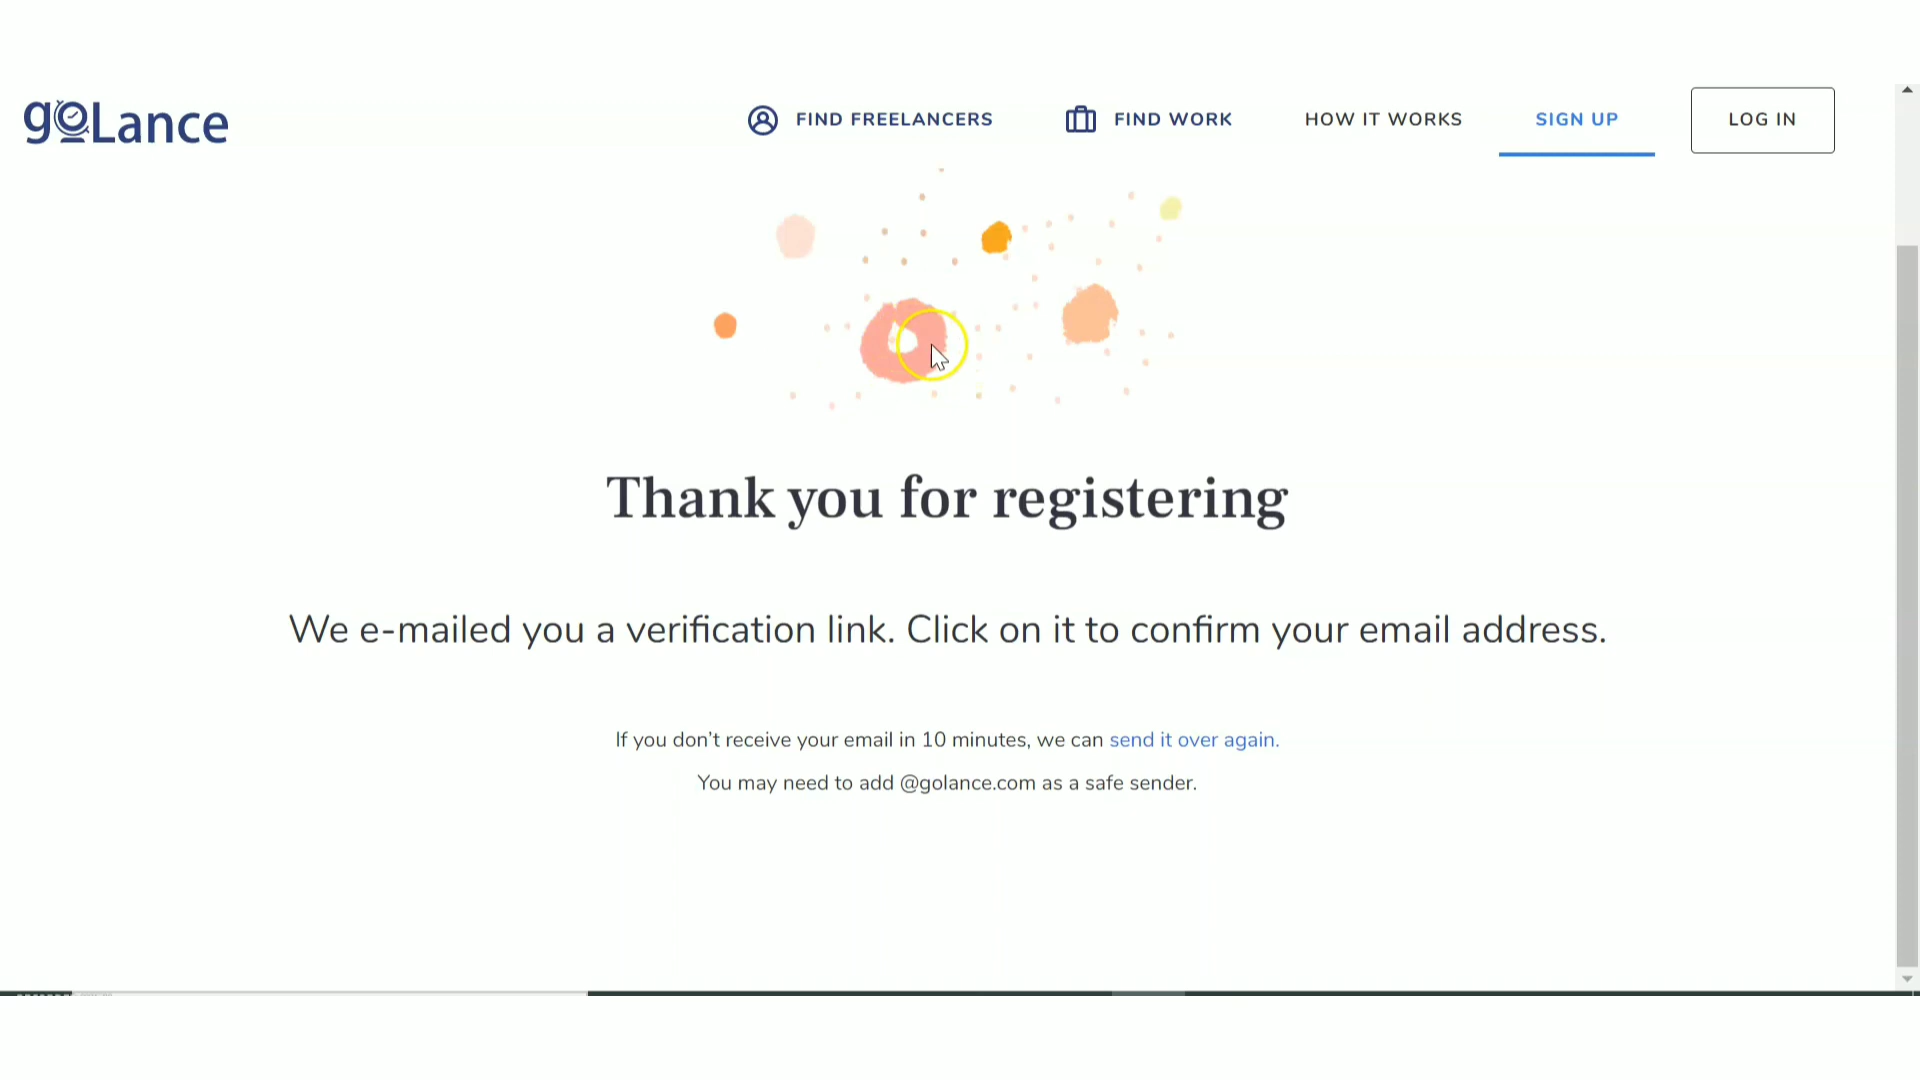 goLance
FIND FREELANCERS
FIND WORK
HOW IT WORKS
SIGN UP
LOG IN
Thank you for registering
We e-mailed you a verification link. Click on it to confirm your email address.
If you don’t receive your email in 10 minutes, we can send it over again.
You may need to add @golance.com as a safe sender.